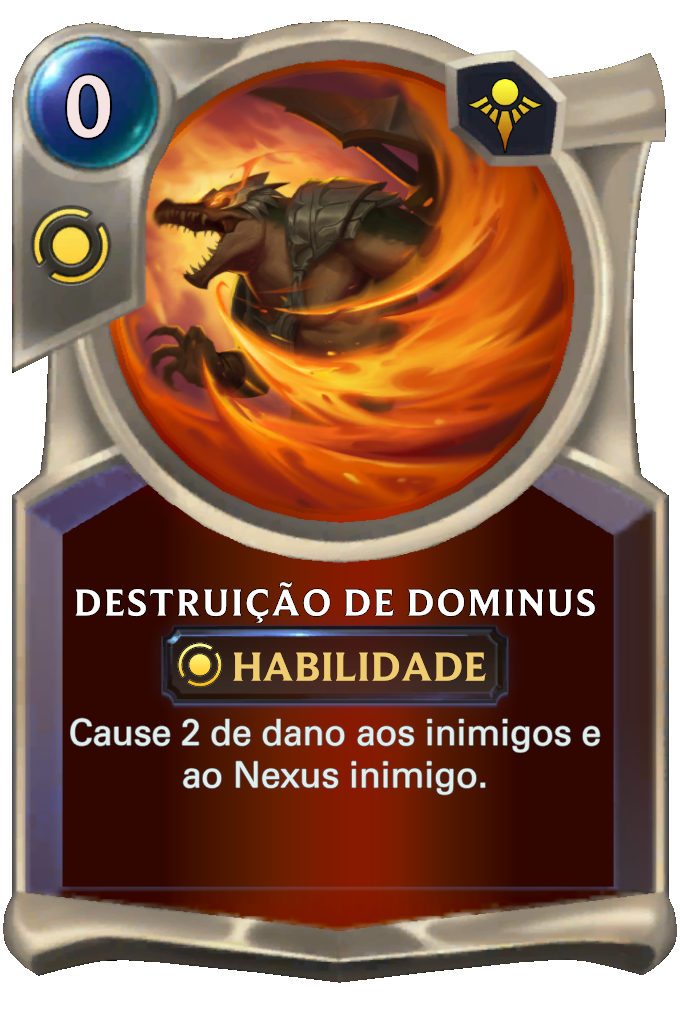 0
DESTRUIÇÃO DE DOMINUS
HABILIDADE
Cause 2 de dano aos inimigos e
ao Nexus inimigo.